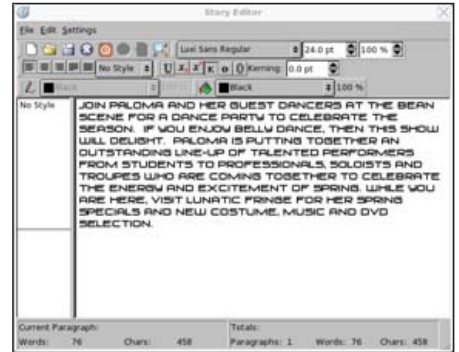 Story Editor
File Edit Settings
Luxi Sans Regular 24.0 pt 100 %
No Style U Kerning: 0.0 pt
Black 100% Black 100 %
No Style
JOIN PALOMA AND HER GUEST DANCERS AT THE BEAN
SCENE FOR A DANCE PARTY TO CELEBRATE THE
SEASON. IF YOU ENJOY BELLY DANCE, THEN THIS SHOW
WILL DELIGHT. PALOMA IS PUTTING TOGETHER AN
OUTSTANDING LINE-UP OF TALENTED PERFORMERS
FROM STUDENTS TO PROFESSIONALS, SOLOISTS AND
TROUPES WHO ARE COMING TOGETHER TO CELEBRATE
THE ENERGY AND EXCITEMENT OF SPRING. WHILE YOU
ARE HERE, VISIT LUNATIC FRINGE FOR HER SPRING
SPECIALS AND NEW COSTUME, MUSIC AND DVD
SELECTION.
Current Paragraph: Totals:
Words: 76 Chars: 458 Paragraphs: 1 Words: 76 Chars: 458